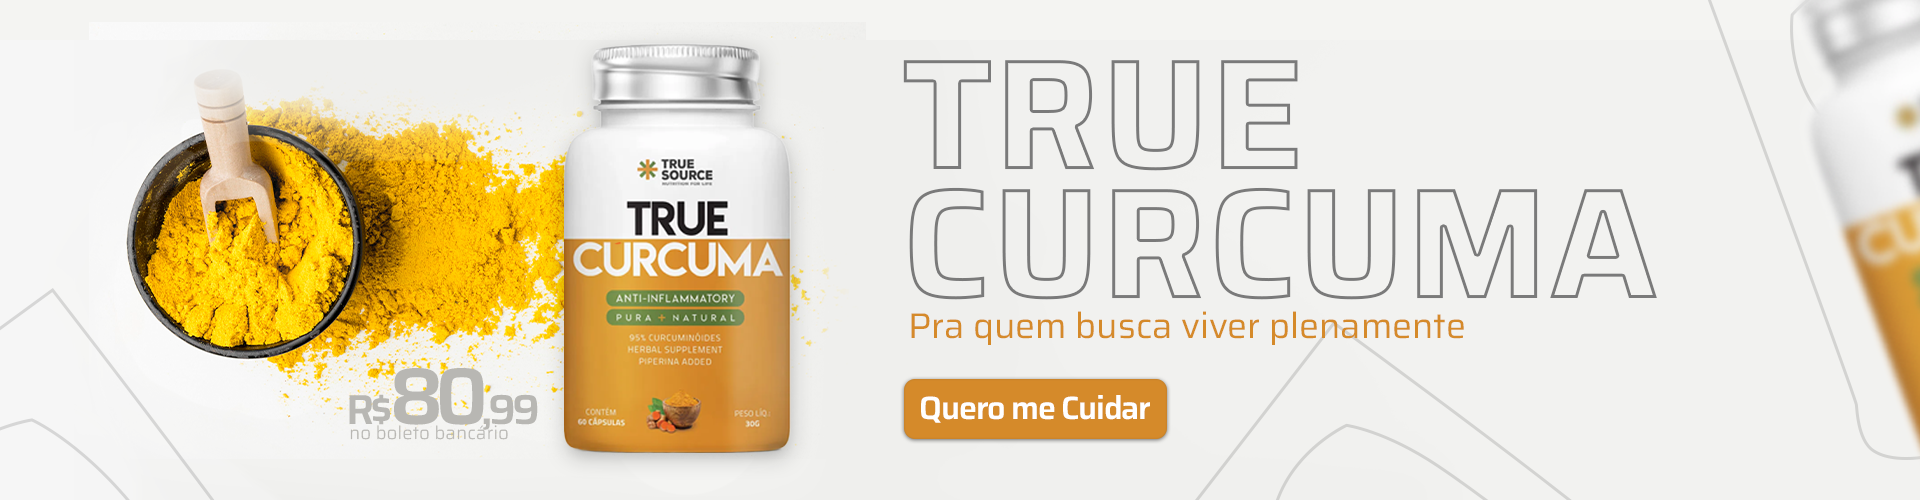 TRUE
SOURCE
NUTRITION FOR LIFE
TRUE
CURCUMA
ANTI-INFLAMMATORY
PURA + NATURAL
95% CURCUMINÓIDES
HERBAL SUPPLEMENT
PIPERINA ADDED
CONTÉM
60 CÁPSULAS
PESO LÍQ.:
30G
R$80,99
no boleto bancário
TRUE
CURCUMA
Pra quem busca viver plenamente
Quero me Cuidar
CU